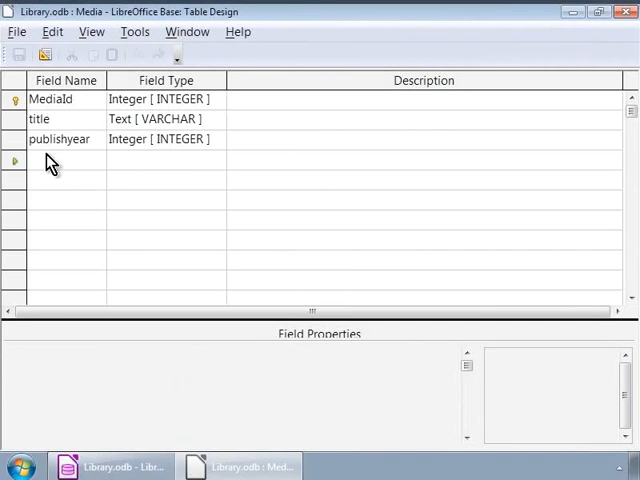 Library.odb : Media - LibreOffice Base: Table Design
File Edit View Tools Window Help
Field Name Field Type Description
MediaId Integer [ INTEGER ]
title Text [ VARCHAR ]
publishyear Integer [ INTEGER ]
Field Properties
Library.odb - Libr... Library.odb : Med...